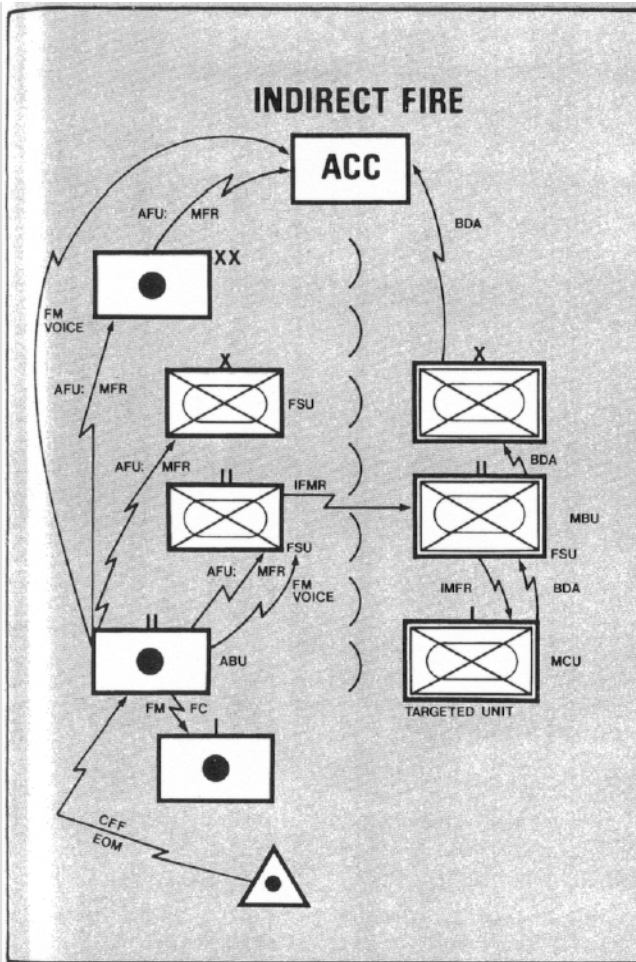 INDIRECT FIRE
ACC
AFU: MFR
BDA
XX
FM
VOICE
X
X
AFU: MFR
FSU
BDA
AFU: MFR
II
IFMR
II
MBU
FSU
FSU
AFU: MFR
FM
VOICE
IMFR
BDA
II
ABU
I
MCU
FM FC
TARGETED UNIT
I
CFF
EOM